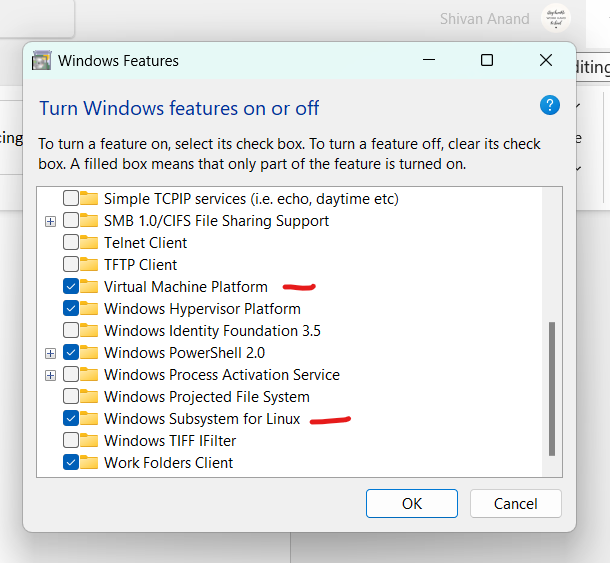 Shivan Anand
Windows Features
diting
Turn Windows features on or off
?
cing
e
To turn a feature on, select its check box. To turn a feature off, clear its check
box. A filled box means that only part of the feature is turned on.
Simple TCPIP services (i.e. echo, daytime etc)
SMB 1.0/CIFS File Sharing Support
Telnet Client
TFTP Client
Virtual Machine Platform
Windows Hypervisor Platform
Windows Identity Foundation 3.5
Windows PowerShell 2.0
Windows Process Activation Service
Windows Projected File System
Windows Subsystem for Linux
Windows TIFF IFilter
Work Folders Client
OK
Cancel